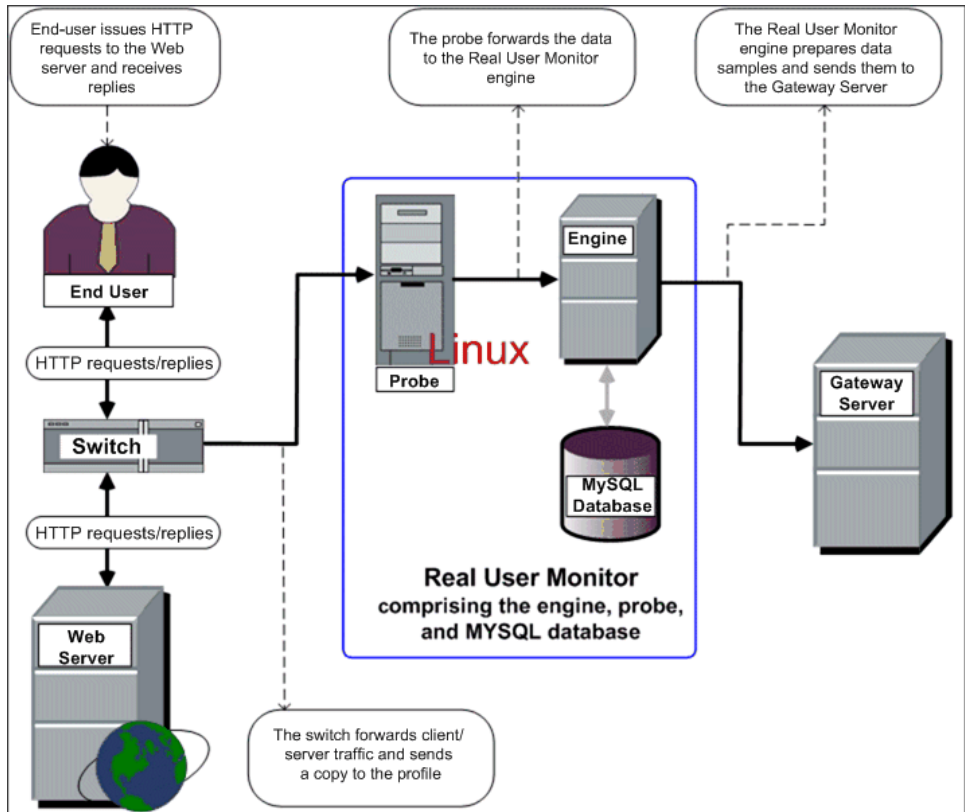 End-user issues HTTP
requests to the Web
server and receives
replies
The probe forwards the data
to the Real User Monitor
engine
The Real User Monitor
engine prepares data
samples and sends them to
the Gateway Server
End User
HTTP requests/replies
Switch
HTTP requests/replies
Web
Server
Linux
Probe
Engine
MySQL
Database
Real User Monitor
comprising the engine, probe,
and MYSQL database
Gateway
Server
The switch forwards client/
server traffic and sends
a copy to the profile